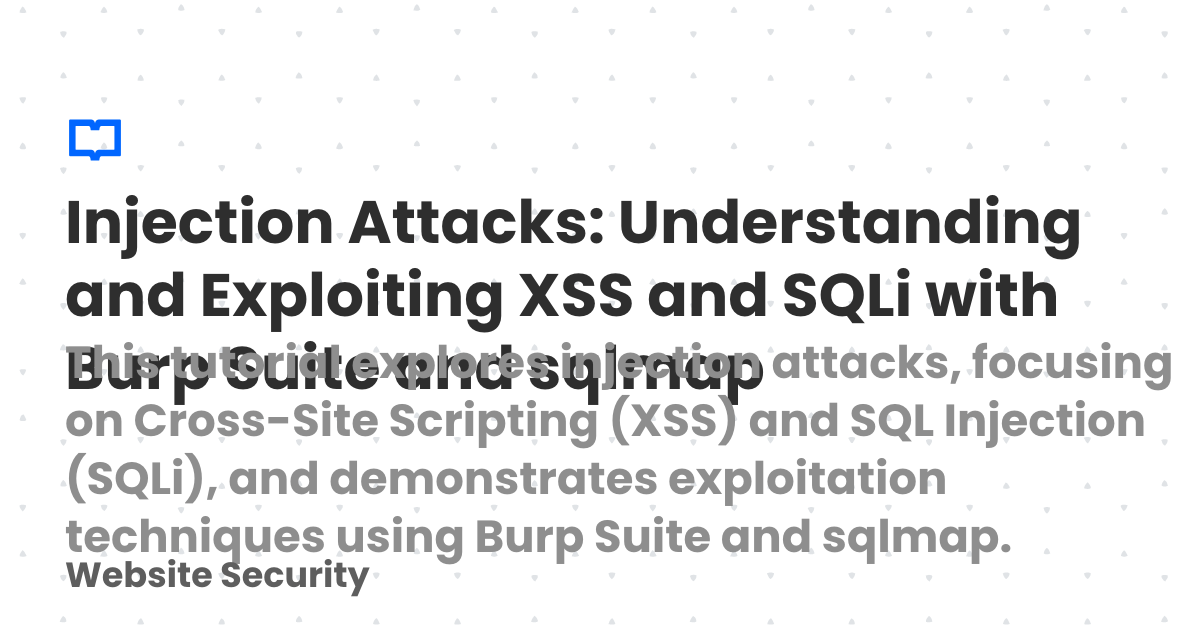 Injection Attacks: Understanding
and Exploiting XSS and SQLi with
Burp Suite and sqlmap
This tutorial explores injection attacks, focusing
on Cross-Site Scripting (XSS) and SQL Injection
(SQLi), and demonstrates exploitation
techniques using Burp Suite and sqlmap.
Website Security